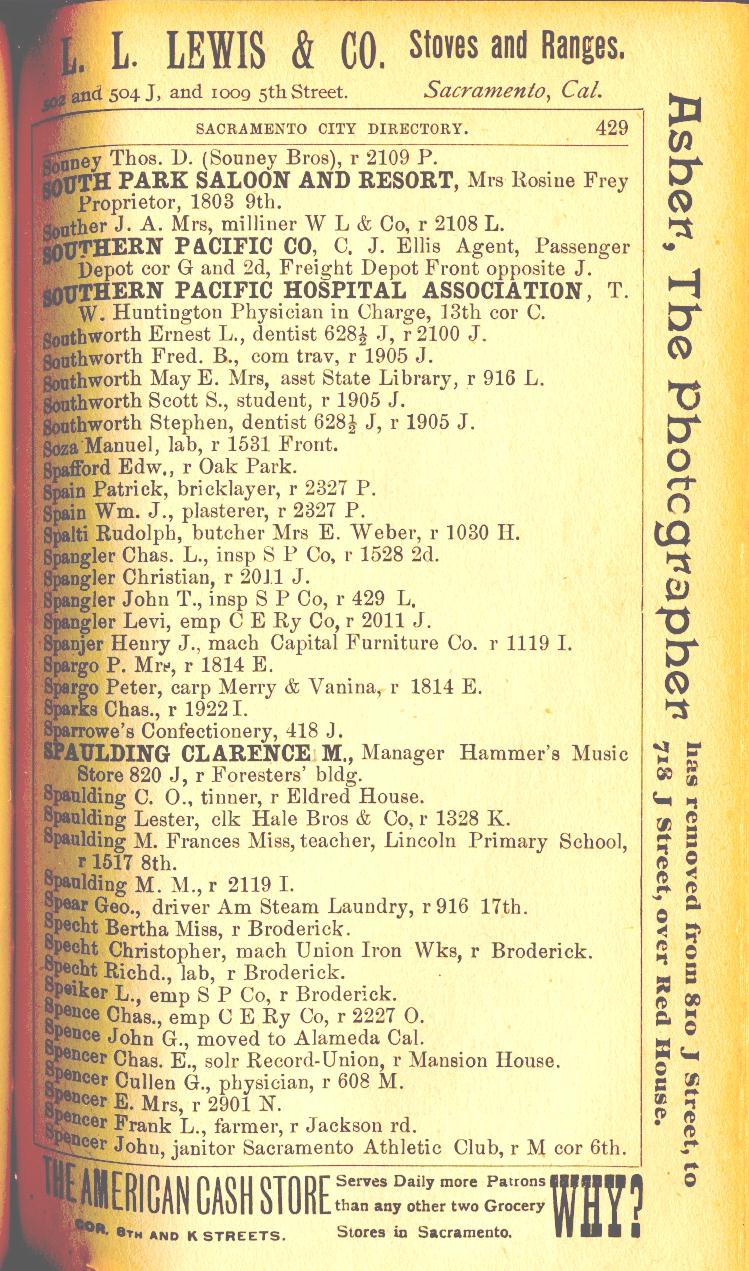 L. L. LEWIS & CO. Stoves and Ranges.
502 and 504 J, and 1009 5th Street. Sacramento, Cal.
SACRAMENTO CITY DIRECTORY. 429
Souney Thos. D. (Souney Bros), r 2109 P.
SOUTH PARK SALOON AND RESORT, Mrs Rosine Frey
Proprietor, 1803 9th.
Souther J. A. Mrs, milliner W L & Co, r 2108 L.
SOUTHERN PACIFIC CO, C. J. Ellis Agent, Passenger
Depot cor G and 2d, Freight Depot Front opposite J.
SOUTHERN PACIFIC HOSPITAL ASSOCIATION, T.
W. Huntington Physician in Charge, 13th cor C.
Southworth Ernest L., dentist 628½ J, r 2100 J.
Southworth Fred. B., com trav, r 1905 J.
Southworth May E. Mrs, asst State Library, r 916 L.
Southworth Scott S., student, r 1905 J.
Southworth Stephen, dentist 628½ J, r 1905 J.
Soza Manuel, lab, r 1531 Front.
Spafford Edw., r Oak Park.
Spain Patrick, bricklayer, r 2327 P.
Spain Wm. J., plasterer, r 2327 P.
Spalti Rudolph, butcher Mrs E. Weber, r 1030 H.
Spangler Chas. L., insp S P Co, r 1528 2d.
Spangler Christian, r 2011 J.
Spangler John T., insp S P Co, r 429 L.
Spangler Levi, emp C E Ry Co, r 2011 J.
Spanjer Henry J., mach Capital Furniture Co. r 1119 I.
Spargo P. Mrs, r 1814 E.
Spargo Peter, carp Merry & Vanina, r 1814 E.
Sparks Chas., r 1922 I.
Sparrowe's Confectionery, 418 J.
SPAULDING CLARENCE M., Manager Hammer's Music
Store 820 J, r Foresters' bldg.
Spaulding C. O., tinner, r Eldred House.
Spaulding Lester, clk Hale Bros & Co, r 1328 K.
Spaulding M. Frances Miss, teacher, Lincoln Primary School,
r 1517 8th.
Spaulding M. M., r 2119 I.
Spear Geo., driver Am Steam Laundry, r 916 17th.
Specht Bertha Miss, r Broderick.
Specht Christopher, mach Union Iron Wks, r Broderick.
Specht Richd., lab, r Broderick.
Speiker L., emp S P Co, r Broderick.
Spence Chas., emp C E Ry Co, r 2227 O.
Spence John G., moved to Alameda Cal.
Spencer Chas. E., solr Record-Union, r Mansion House.
Spencer Cullen G., physician, r 608 M.
Spencer E. Mrs, r 2901 N.
Spencer Frank L., farmer, r Jackson rd.
Spencer John, janitor Sacramento Athletic Club, r M cor 6th.
THE AMERICAN CASH STORE
COR. 8TH AND K STREETS.
Serves Daily more Patrons
than any other two Grocery
Stores in Sacramento.
WHY?
Asher, The Photographer
has removed from 810 J Street, to
718 J Street, over Red House.